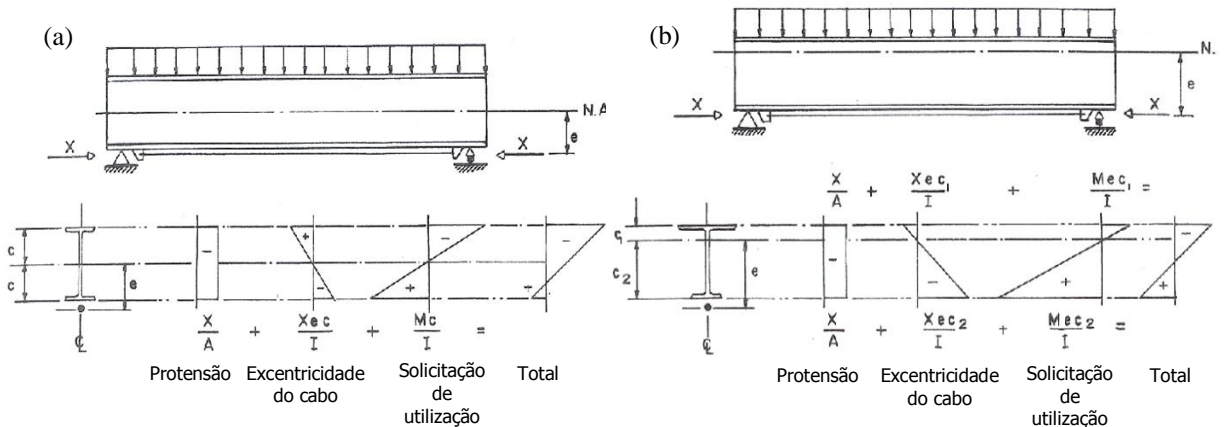 (a)
N.A
e
X
X
c
c
e
℄
+
-
-
-
+
-
+
-
X/A + Xec/I + Mc/I =
Protensão
Excentricidade
do cabo
Solicitação
de
utilização
Total
(b)
N.
e
X
X
X/A + Xec₁/I + Mec₁/I =
c₁
c₂
e
℄
-
-
+
-
+
X/A + Xec₂/I + Mec₂/I =
Protensão
Excentricidade
do cabo
Solicitação
de
utilização
Total